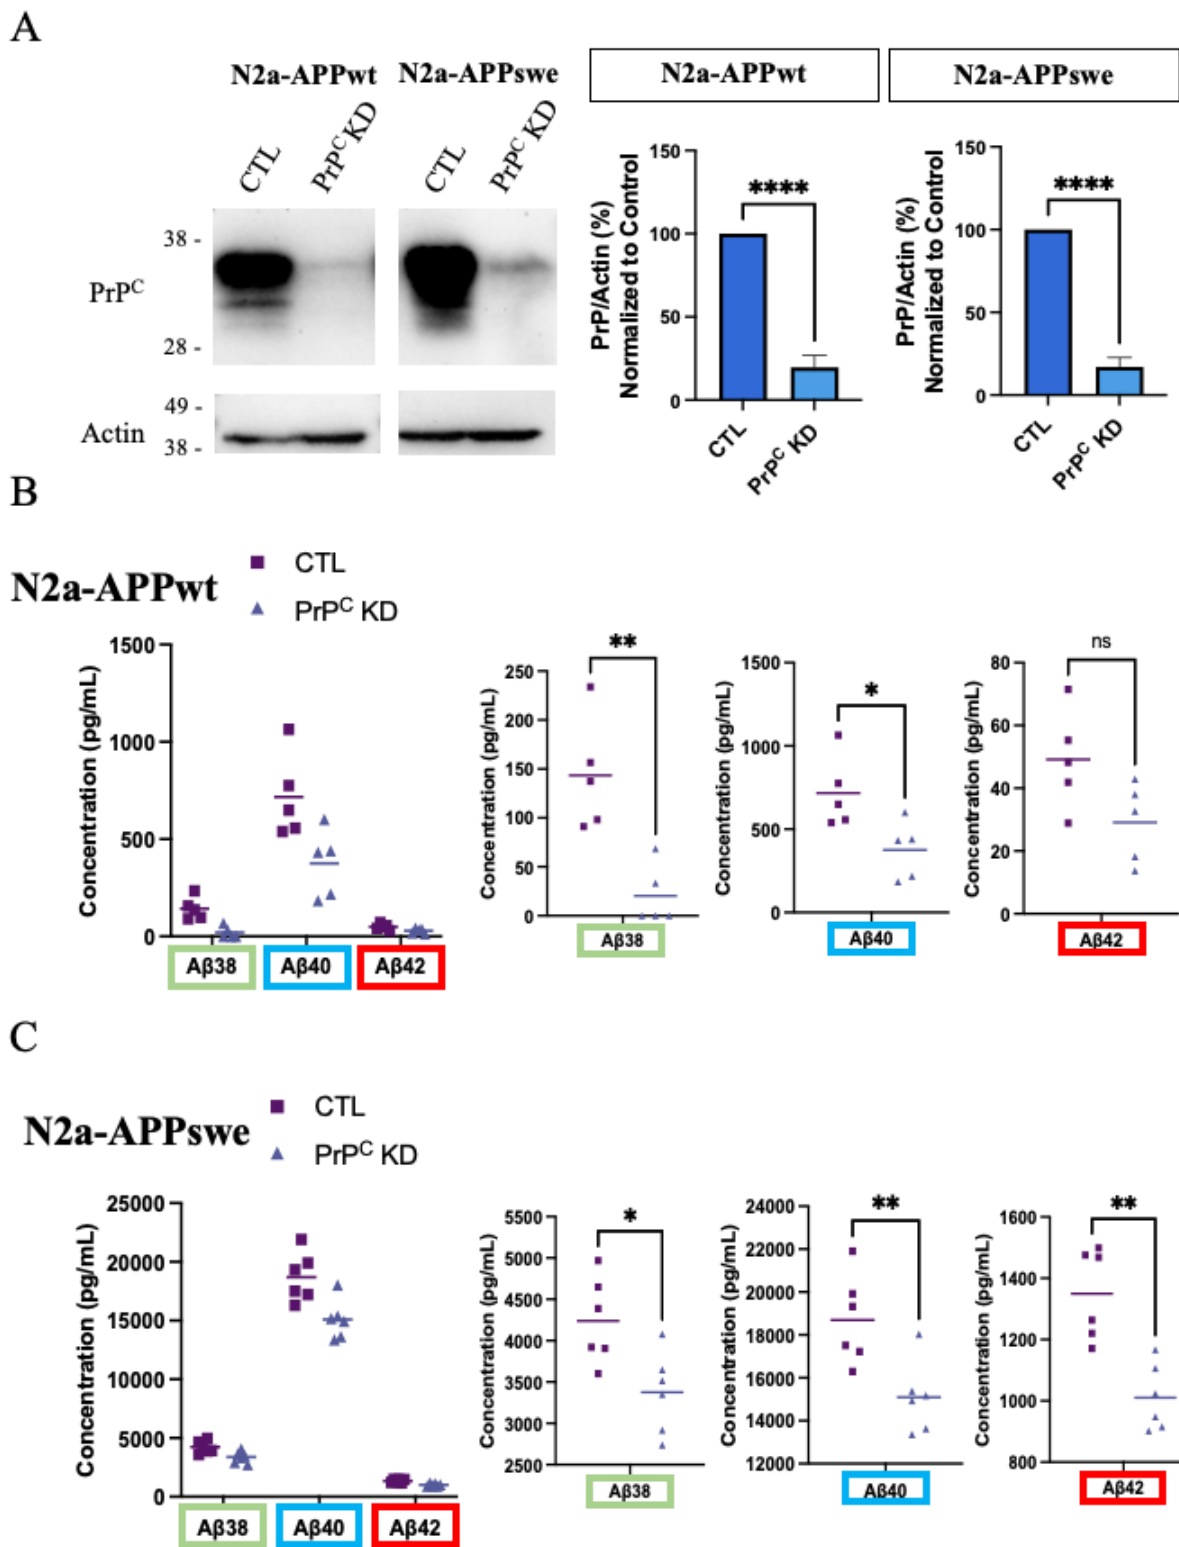 A
N2a-APPwt
N2a-APPswe
N2a-APPwt
N2a-APPswe
CTL
PrPC KD
CTL
PrPC KD
38 -
PrPC
28 -
49 -
Actin
38 -
PrP/Actin (%)
Normalized to Control
150
100
50
0
****
CTL
PrPC KD
PrP/Actin (%)
Normalized to Control
150
100
50
0
****
CTL
PrPC KD
B
N2a-APPwt
CTL
PrPC KD
Concentration (pg/mL)
1500
1000
500
0
Aβ38
Aβ40
Aβ42
Concentration (pg/mL)
250
200
150
100
50
0
**
Aβ38
Concentration (pg/mL)
1500
1000
500
0
*
Aβ40
Concentration (pg/mL)
80
60
40
20
0
ns
Aβ42
C
N2a-APPswe
CTL
PrPC KD
Concentration (pg/mL)
25000
20000
15000
10000
5000
0
Aβ38
Aβ40
Aβ42
Concentration (pg/mL)
5500
5000
4500
4000
3500
3000
2500
*
Aβ38
Concentration (pg/mL)
24000
22000
20000
18000
16000
14000
12000
**
Aβ40
Concentration (pg/mL)
1600
1400
1200
1000
800
**
Aβ42